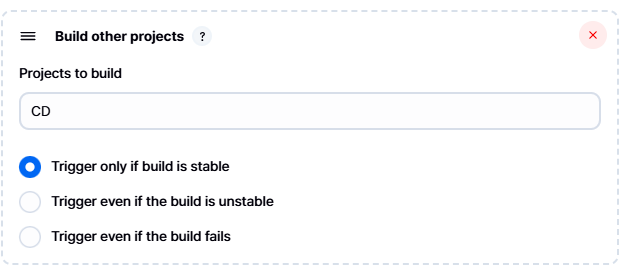 Build other projects ?
Projects to build
CD
Trigger only if build is stable
Trigger even if the build is unstable
Trigger even if the build fails